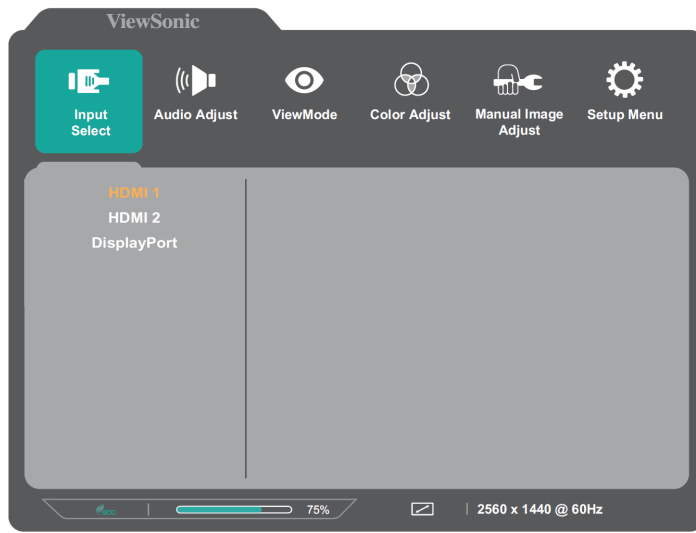 ViewSonic
Input
Select
Audio Adjust
ViewMode
Color Adjust
Manual Image
Adjust
Setup Menu
HDMI 1
HDMI 2
DisplayPort
eco
75%
2560 x 1440 @ 60Hz